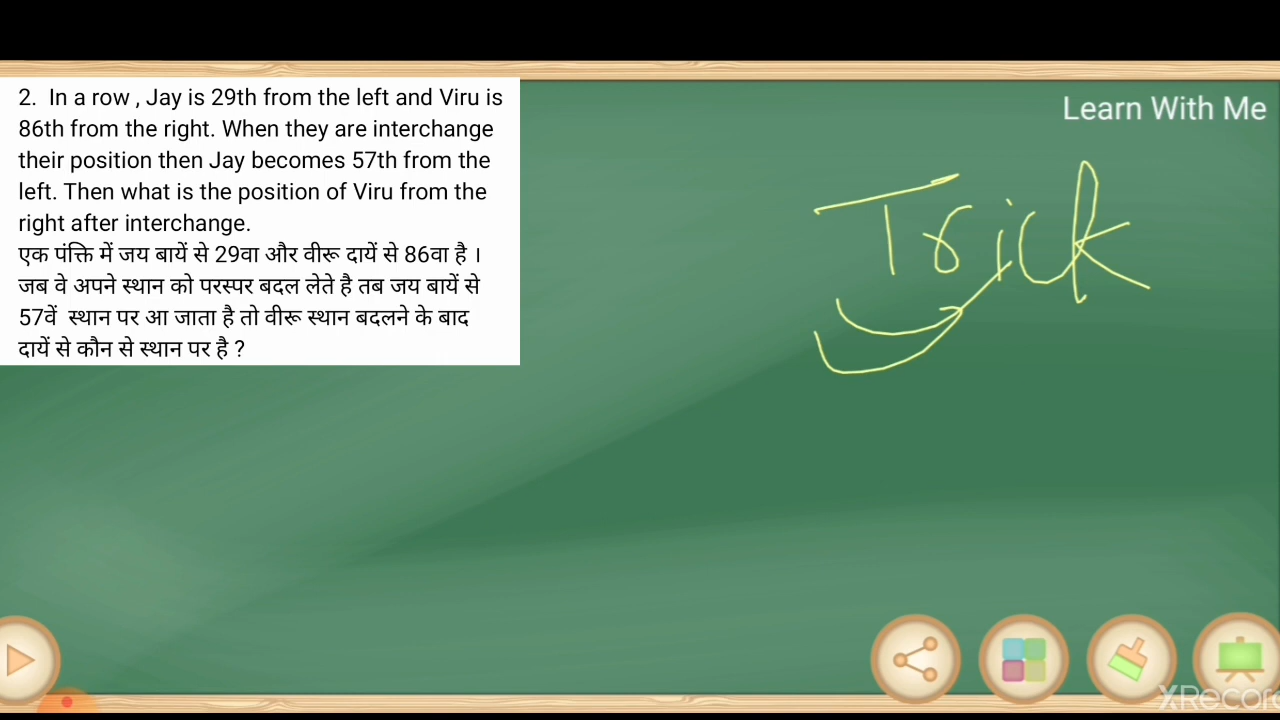 2. In a row , Jay is 29th from the left and Viru is
86th from the right. When they are interchange
their position then Jay becomes 57th from the
left. Then what is the position of Viru from the
right after interchange.
एक पंक्ति में जय बायें से 29वा और वीरू दायें से 86वा है ।
जब वे अपने स्थान को परस्पर बदल लेते है तब जय बायें से
57वें स्थान पर आ जाता है तो वीरू स्थान बदलने के बाद
दायें से कौन से स्थान पर है ?
Learn With Me
Trick